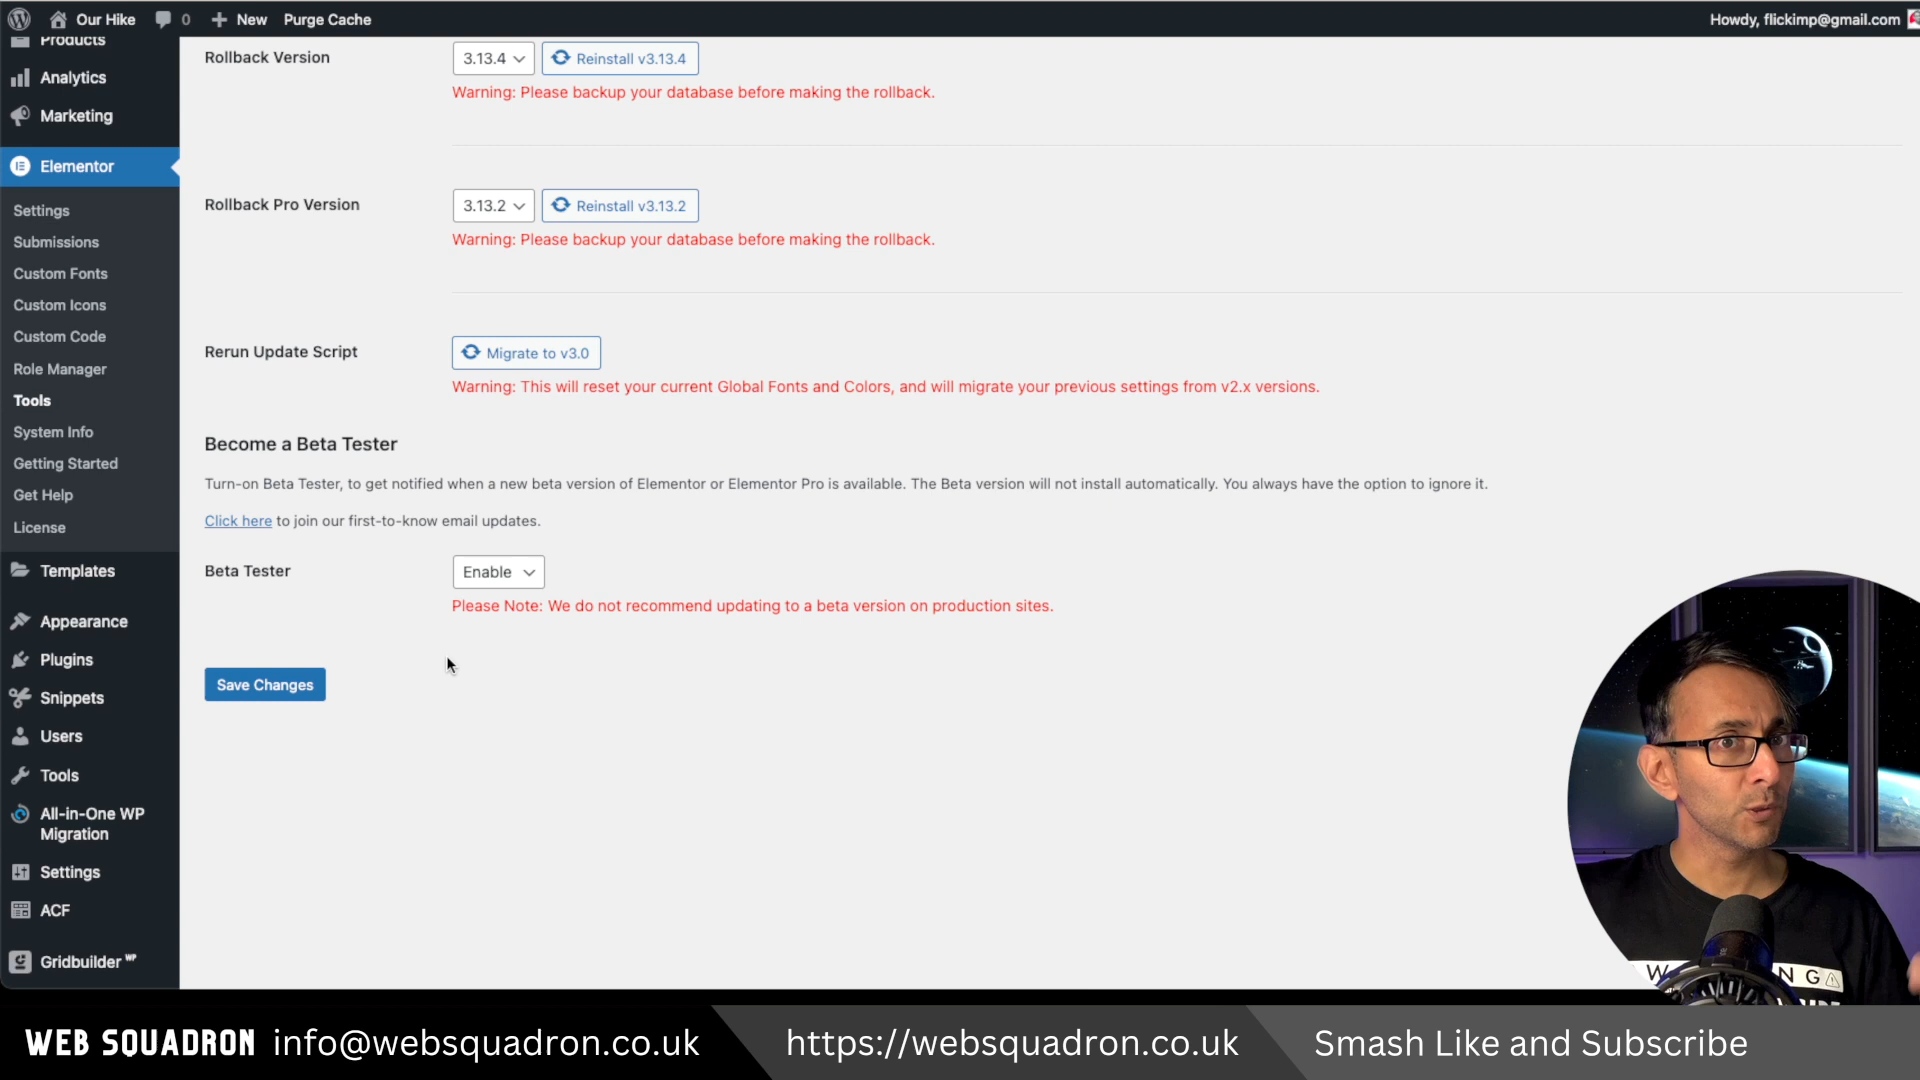 Our Hike
0
New
Purge Cache
Howdy, flickimp@gmail.com
Products
Analytics
Marketing
Elementor
Settings
Submissions
Custom Fonts
Custom Icons
Custom Code
Role Manager
Tools
System Info
Getting Started
Get Help
License
Templates
Appearance
Plugins
Snippets
Users
Tools
All-in-One WP
Migration
Settings
ACF
Gridbuilder WP
Rollback Version
3.13.4
Reinstall v3.13.4
Warning: Please backup your database before making the rollback.
Rollback Pro Version
3.13.2
Reinstall v3.13.2
Warning: Please backup your database before making the rollback.
Rerun Update Script
Migrate to v3.0
Warning: This will reset your current Global Fonts and Colors, and will migrate your previous settings from v2.x versions.
Become a Beta Tester
Turn-on Beta Tester, to get notified when a new beta version of Elementor or Elementor Pro is available. The Beta version will not install automatically. You always have the option to ignore it.
Click here to join our first-to-know email updates.
Beta Tester
Enable
Please Note: We do not recommend updating to a beta version on production sites.
Save Changes
WEB SQUADRON info@websquadron.co.uk
https://websquadron.co.uk
Smash Like and Subscribe